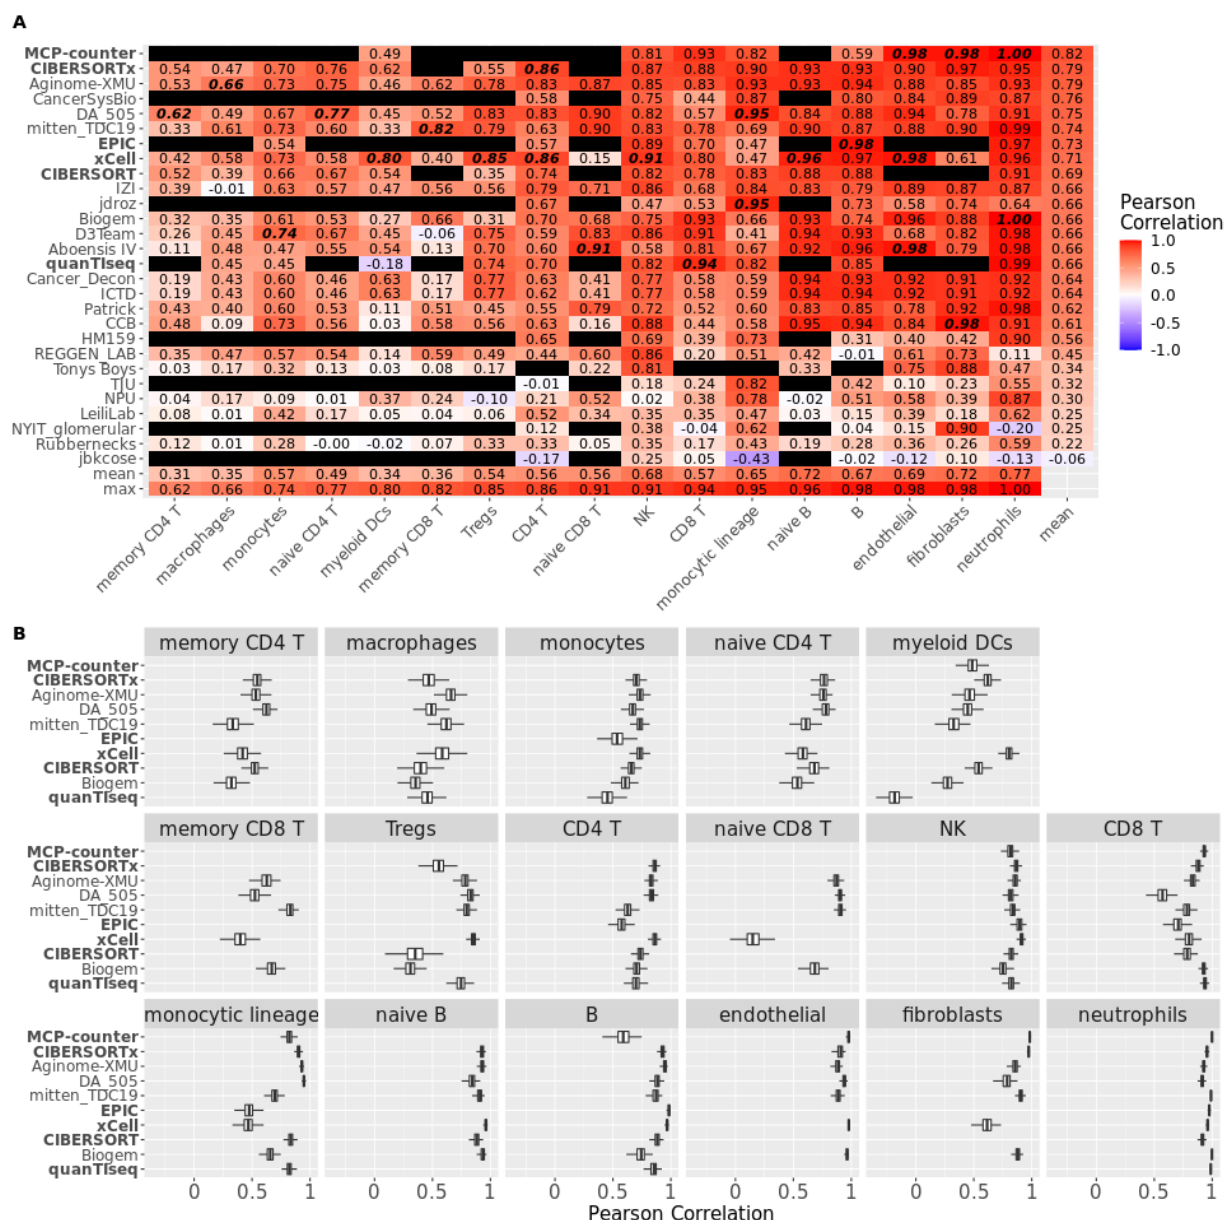 A
MCP-counter 0.49 0.81 0.93 0.82 0.59 0.98 0.98 1.00 0.82
CIBERSORTx 0.54 0.47 0.70 0.76 0.62 0.55 0.86 0.87 0.88 0.90 0.93 0.93 0.90 0.97 0.95 0.79
Aginome-XMU 0.53 0.66 0.73 0.75 0.46 0.62 0.78 0.83 0.87 0.85 0.83 0.93 0.93 0.94 0.88 0.85 0.93 0.79
CancerSysBio 0.58 0.75 0.44 0.87 0.80 0.84 0.89 0.87 0.76
DA_505 0.62 0.49 0.67 0.77 0.45 0.52 0.83 0.83 0.90 0.82 0.57 0.95 0.84 0.88 0.94 0.78 0.91 0.75
mitten_TDC19 0.33 0.61 0.73 0.60 0.33 0.82 0.79 0.63 0.90 0.83 0.78 0.69 0.90 0.87 0.88 0.90 0.99 0.74
EPIC 0.54 0.57 0.89 0.70 0.47 0.98 0.97 0.73
xCell 0.42 0.58 0.73 0.58 0.80 0.40 0.85 0.86 0.15 0.91 0.80 0.47 0.96 0.97 0.98 0.61 0.96 0.71
CIBERSORT 0.52 0.39 0.66 0.67 0.54 0.35 0.74 0.82 0.78 0.83 0.88 0.88 0.91 0.69
IZI 0.39 -0.01 0.63 0.57 0.47 0.56 0.56 0.79 0.71 0.86 0.68 0.84 0.83 0.79 0.89 0.87 0.87 0.66
jdroz 0.67 0.47 0.53 0.95 0.73 0.58 0.74 0.64 0.66
Biogem 0.32 0.35 0.61 0.53 0.27 0.66 0.31 0.70 0.68 0.75 0.93 0.66 0.93 0.74 0.96 0.88 1.00 0.66
D3Team 0.26 0.45 0.74 0.67 0.45 -0.06 0.75 0.59 0.83 0.86 0.91 0.41 0.94 0.93 0.68 0.82 0.98 0.66
Aboensis IV 0.11 0.48 0.47 0.55 0.54 0.13 0.70 0.60 0.91 0.58 0.81 0.67 0.92 0.96 0.98 0.79 0.98 0.66
quanTIseq 0.45 0.45 -0.18 0.74 0.70 0.82 0.94 0.82 0.85 0.99 0.66
Cancer_Decon 0.19 0.43 0.60 0.46 0.63 0.17 0.77 0.63 0.41 0.77 0.58 0.59 0.94 0.93 0.92 0.91 0.92 0.64
ICTD 0.19 0.43 0.60 0.46 0.63 0.17 0.77 0.62 0.41 0.77 0.58 0.59 0.94 0.94 0.92 0.91 0.92 0.64
Patrick 0.43 0.40 0.60 0.53 0.11 0.51 0.45 0.55 0.79 0.72 0.52 0.60 0.83 0.85 0.78 0.92 0.98 0.62
CCB 0.48 0.09 0.73 0.56 0.03 0.58 0.56 0.63 0.16 0.88 0.44 0.58 0.95 0.94 0.84 0.98 0.91 0.61
HM159 0.65 0.69 0.39 0.73 0.31 0.40 0.42 0.90 0.56
REGGEN_LAB 0.35 0.47 0.57 0.54 0.14 0.59 0.49 0.44 0.60 0.86 0.20 0.51 0.42 -0.01 0.61 0.73 0.11 0.45
Tonys Boys 0.03 0.17 0.32 0.13 0.03 0.08 0.17 0.22 0.81 0.33 0.75 0.88 0.47 0.34
TJU -0.01 0.18 0.24 0.82 0.42 0.10 0.23 0.55 0.32
NPU 0.04 0.17 0.09 0.01 0.37 0.24 -0.10 0.17 0.52 0.02 0.38 0.78 -0.02 0.51 0.58 0.39 0.87 0.30
LeiliLab 0.08 0.01 0.42 0.17 0.05 0.04 0.06 0.52 0.34 0.35 0.35 0.47 0.03 0.15 0.39 0.18 0.62 0.25
NYIT_glomerular 0.12 0.38 -0.04 0.62 0.04 0.15 0.90 -0.20 0.25
Rubbernecks 0.12 0.01 0.28 -0.00 -0.02 0.07 0.33 0.33 0.05 0.35 0.17 0.43 0.19 0.28 0.36 0.26 0.59 0.22
jbkcose -0.17 0.25 0.05 -0.43 -0.02 -0.12 0.10 -0.13 -0.06
mean 0.31 0.35 0.57 0.49 0.34 0.36 0.54 0.56 0.56 0.68 0.57 0.65 0.72 0.67 0.68 0.72 0.77
max 0.62 0.66 0.74 0.77 0.80 0.82 0.85 0.86 0.91 0.91 0.94 0.95 0.96 0.98 0.98 0.98 1.00
memory CD4 T macrophages monocytes naive CD4 T myeloid DCs memory CD8 T Tregs CD4 T naive CD8 T NK CD8 T monocytic lineage naive B B endothelial fibroblasts neutrophils mean
Pearson
Correlation
1.0
0.5
0.0
-0.5
-1.0
B
memory CD4 T macrophages monocytes naive CD4 T myeloid DCs
MCP-counter
CIBERSORTx
Aginome-XMU
DA_505
mitten_TDC19
EPIC
xCell
CIBERSORT
Biogem
quanTIseq
memory CD8 T Tregs CD4 T naive CD8 T NK CD8 T
MCP-counter
CIBERSORTx
Aginome-XMU
DA_505
mitten_TDC19
EPIC
xCell
CIBERSORT
Biogem
quanTIseq
monocytic lineage naive B B endothelial fibroblasts neutrophils
MCP-counter
CIBERSORTx
Aginome-XMU
DA_505
mitten_TDC19
EPIC
xCell
CIBERSORT
Biogem
quanTIseq
0 0.5 1 0 0.5 1 0 0.5 1 0 0.5 1 0 0.5 1 0 0.5 1
Pearson Correlation